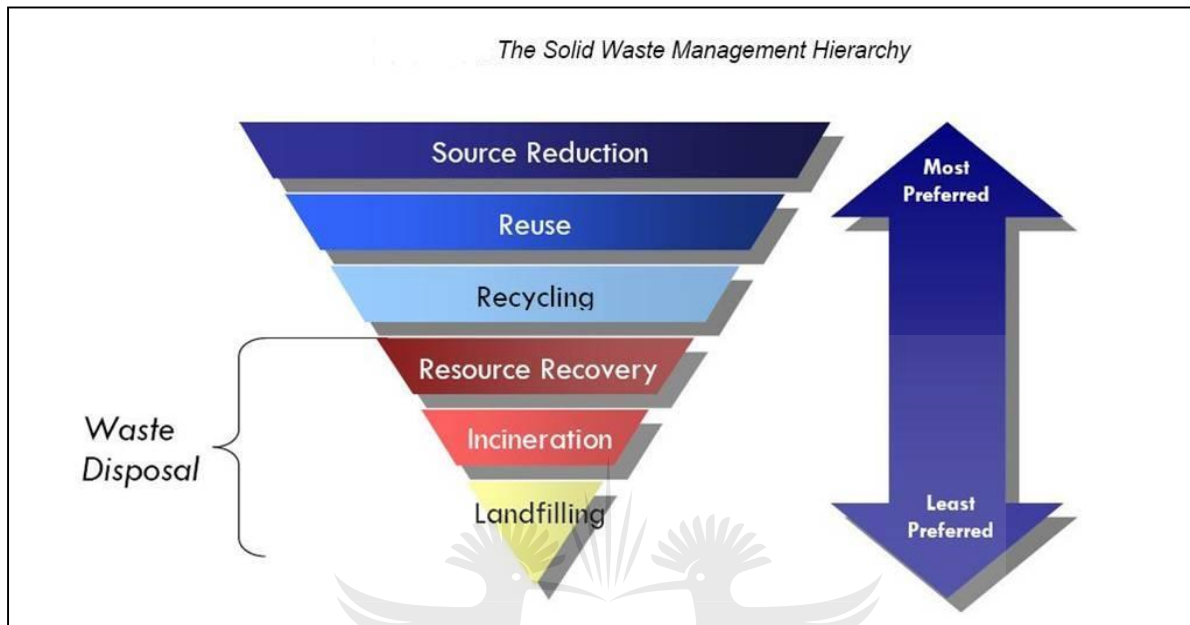 The Solid Waste Management Hierarchy
Source Reduction
Reuse
Recycling
Resource Recovery
Incineration
Landfilling
Waste
Disposal
Most
Preferred
Least
Preferred